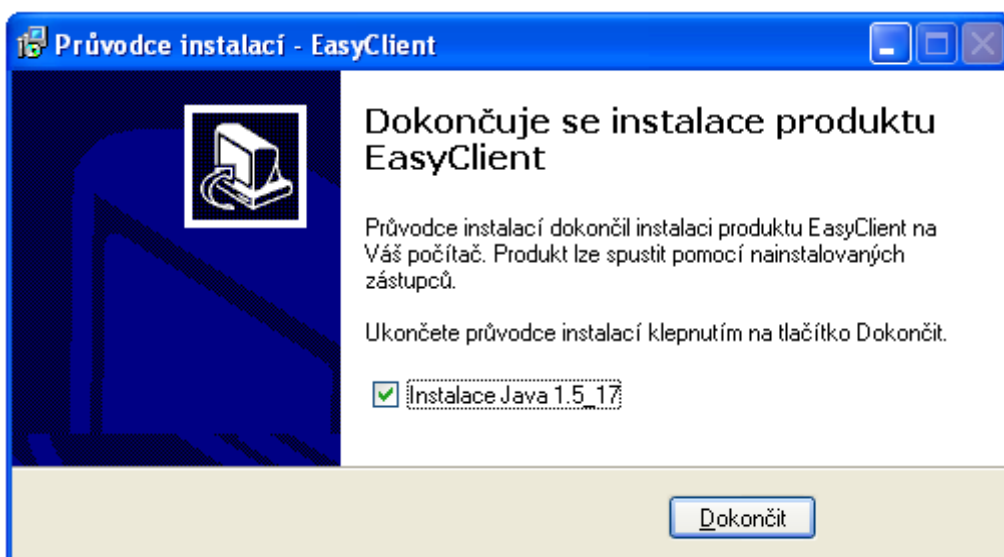 Průvodce instalací - EasyClient
Dokončuje se instalace produktu
EasyClient
Průvodce instalací dokončil instalaci produktu EasyClient na
Váš počítač. Produkt lze spustit pomocí nainstalovaných
zástupců.
Ukončete průvodce instalací klepnutím na tlačítko Dokončit.
Instalace Java 1.5_17
Dokončit